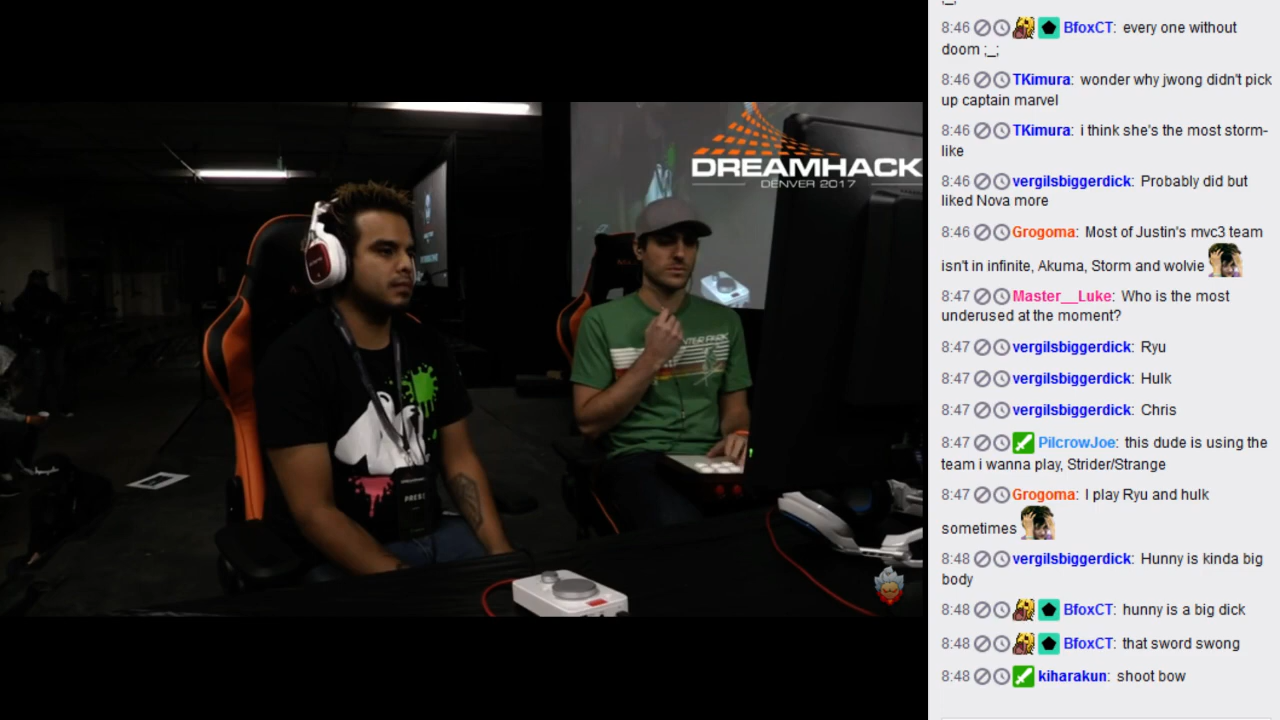 DREAMHACK
DENVER 2017
8:46 BfoxCT: every one without
doom ;_;
8:46 TKimura: wonder why jwong didn't pick
up captain marvel
8:46 TKimura: i think she's the most storm-
like
8:46 vergilsbiggerdick: Probably did but
liked Nova more
8:46 Grogoma: Most of Justin's mvc3 team
isn't in infinite, Akuma, Storm and wolvie
8:47 Master__Luke: Who is the most
underused at the moment?
8:47 vergilsbiggerdick: Ryu
8:47 vergilsbiggerdick: Hulk
8:47 vergilsbiggerdick: Chris
8:47 PilcrowJoe: this dude is using the
team i wanna play, Strider/Strange
8:47 Grogoma: I play Ryu and hulk
sometimes
8:48 vergilsbiggerdick: Hunny is kinda big
body
8:48 BfoxCT: hunny is a big dick
8:48 BfoxCT: that sword swong
8:48 kiharakun: shoot bow